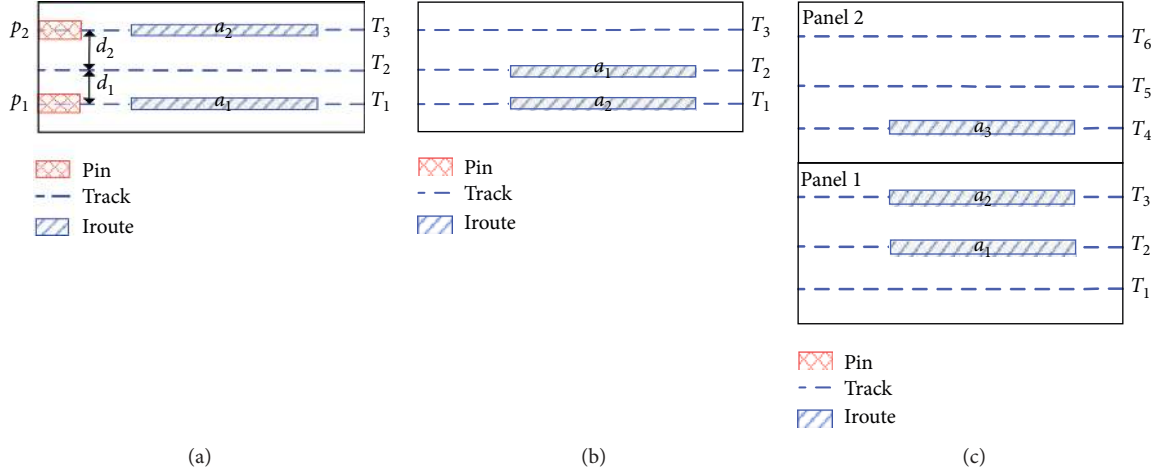 p₂
a₂
T₃
d₂
T₂
d₁
p₁
a₁
T₁
Pin
Track
Iroute
(a)
T₃
a₁
T₂
a₂
T₁
Pin
Track
Iroute
(b)
Panel 2
T₆
T₅
a₃
T₄
Panel 1
a₂
T₃
a₁
T₂
T₁
Pin
Track
Iroute
(c)